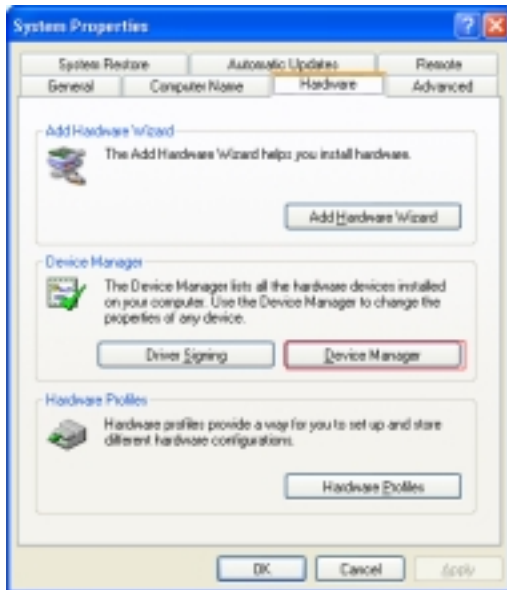 System Properties
System Restore Automatic Updates Remote
General Computer Name Hardware Advanced
Add Hardware Wizard
The Add Hardware Wizard helps you install hardware.
Add Hardware Wizard
Device Manager
The Device Manager lists all the hardware devices installed
on your computer. Use the Device Manager to change the
properties of any device.
Driver Signing Device Manager
Hardware Profiles
Hardware profiles provide a way for you to set up and store
different hardware configurations.
Hardware Profiles
OK Cancel Apply